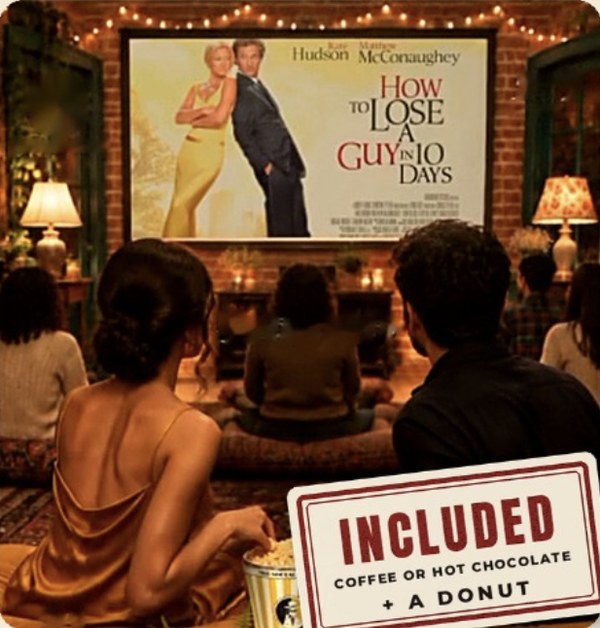 Kate Matthew
Hudson McConaughey
HOW
TO LOSE
A
GUY IN 10
DAYS
INCLUDED
COFFEE OR HOT CHOCOLATE
+ A DONUT